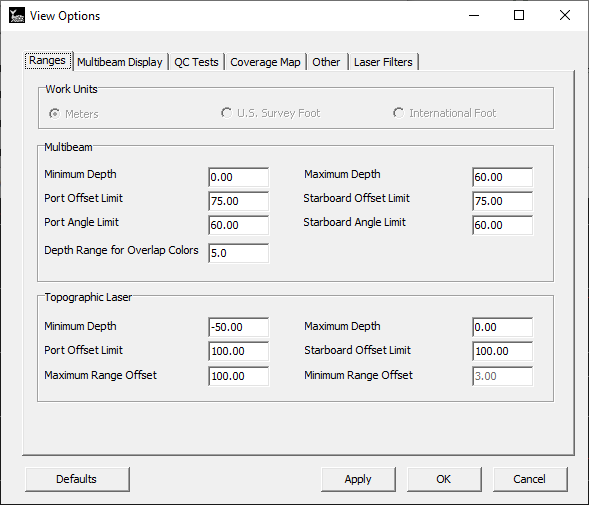 View Options
Ranges Multibeam Display QC Tests Coverage Map Other Laser Filters
Work Units
Meters U.S. Survey Foot International Foot
Multibeam
Minimum Depth 0.00 Maximum Depth 60.00
Port Offset Limit 75.00 Starboard Offset Limit 75.00
Port Angle Limit 60.00 Starboard Angle Limit 60.00
Depth Range for Overlap Colors 5.0
Topographic Laser
Minimum Depth -50.00 Maximum Depth 0.00
Port Offset Limit 100.00 Starboard Offset Limit 100.00
Maximum Range Offset 100.00 Minimum Range Offset 3.00
Defaults Apply OK Cancel